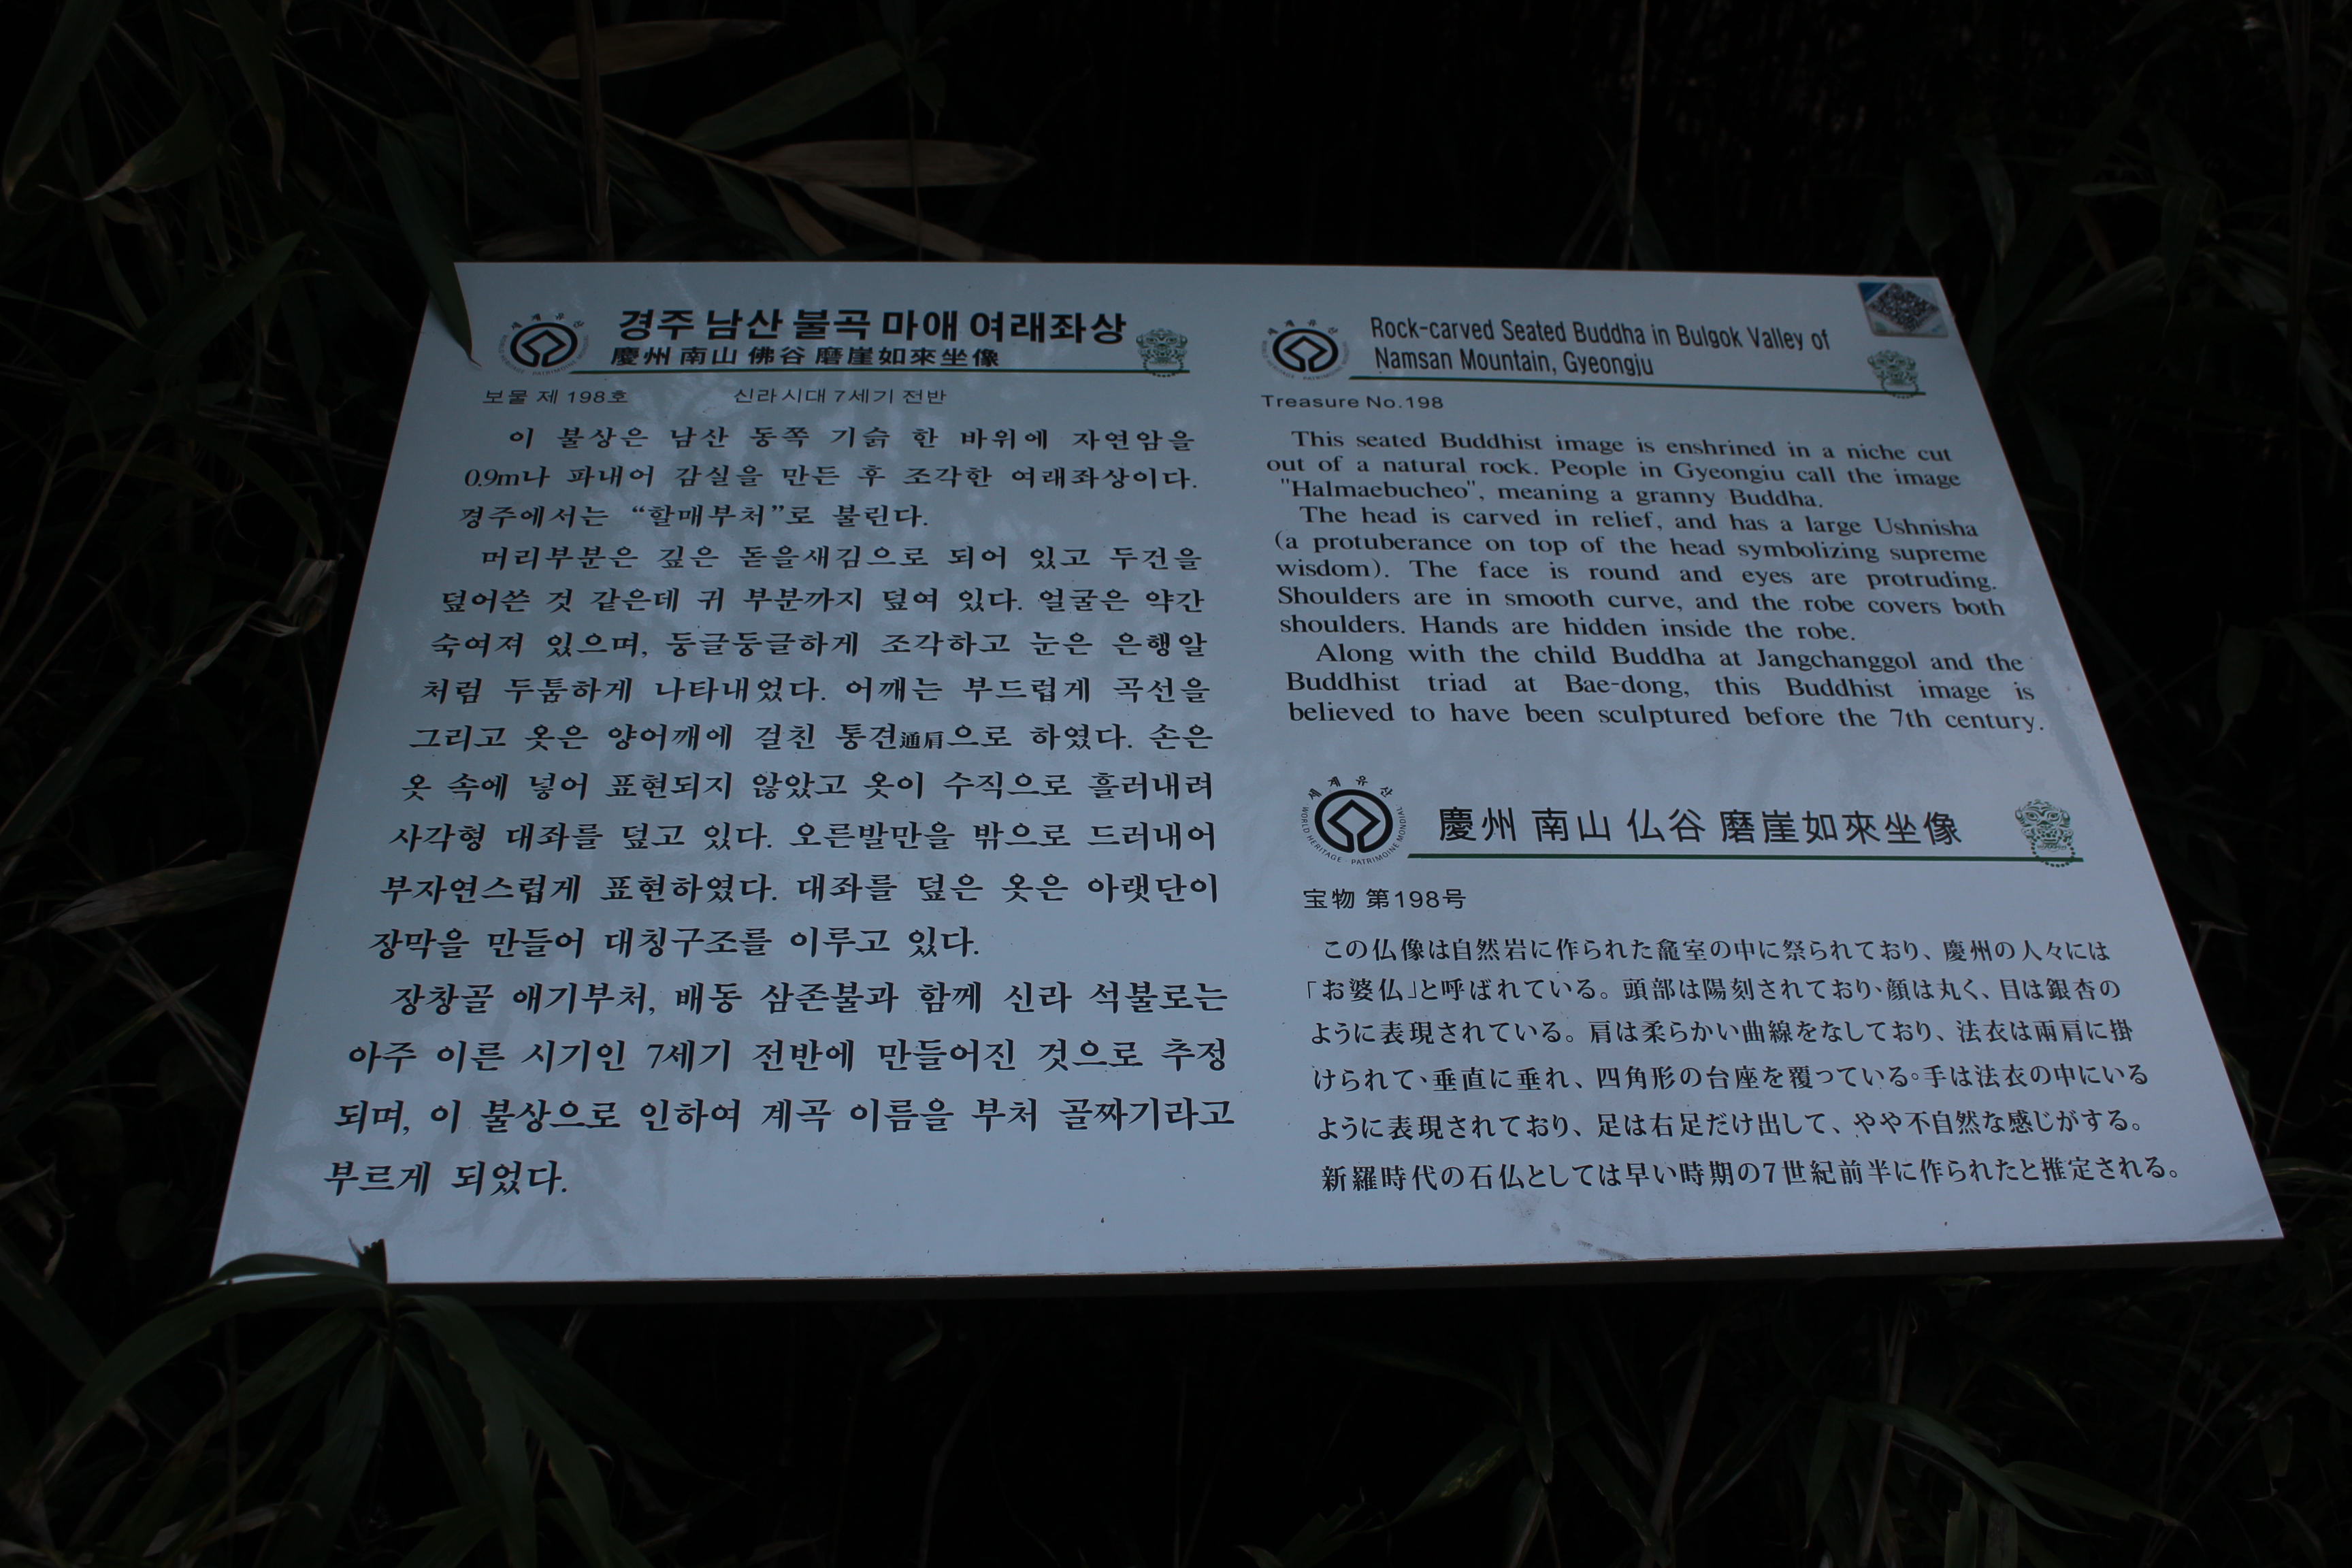 세계유산
경주 남산 불곡 마애 여래좌상
慶州 南山 佛谷 磨崖如來坐像
보물 제 198호 신라시대 7세기 전반
이 불상은 남산 동쪽 기슭 한 바위에 자연암을
0.9m나 파내어 감실을 만든 후 조각한 여래좌상이다.
경주에서는 “할매부처”로 불린다.
머리부분은 깊은 돋을새김으로 되어 있고 두건을
덮어쓴 것 같은데 귀 부분까지 덮여 있다. 얼굴은 약간
숙여져 있으며, 둥글둥글하게 조각하고 눈은 은행알
처럼 두툼하게 나타내었다. 어깨는 부드럽게 곡선을
그리고 옷은 양어깨에 걸친 통견通肩으로 하였다. 손은
옷 속에 넣어 표현되지 않았고 옷이 수직으로 흘러내려
사각형 대좌를 덮고 있다. 오른발만을 밖으로 드러내어
부자연스럽게 표현하였다. 대좌를 덮은 옷은 아랫단이
장막을 만들어 대칭구조를 이루고 있다.
장창골 애기부처, 배동 삼존불과 함께 신라 석불로는
아주 이른 시기인 7세기 전반에 만들어진 것으로 추정
되며, 이 불상으로 인하여 계곡 이름을 부처 골짜기라고
부르게 되었다.
세계유산
Rock-carved Seated Buddha in Bulgok Valley of
Namsan Mountain, Gyeongju
Treasure No.198
This seated Buddhist image is enshrined in a niche cut
out of a natural rock. People in Gyeongiu call the image
"Halmaebucheo", meaning a granny Buddha.
The head is carved in relief, and has a large Ushnisha
(a protuberance on top of the head symbolizing supreme
wisdom). The face is round and eyes are protruding.
Shoulders are in smooth curve, and the robe covers both
shoulders. Hands are hidden inside the robe.
Along with the child Buddha at Jangchanggol and the
Buddhist triad at Bae-dong, this Buddhist image is
believed to have been sculptured before the 7th century.
세계유산
WORLD HERITAGE · PATRIMOINE MONDIAL
慶州 南山 仏谷 磨崖如來坐像
宝物 第198号
この仏像は自然岩に作られた龕室の中に祭られており、慶州の人々には
「お婆仏」と呼ばれている。頭部は陽刻されており、顔は丸く、目は銀杏の
ように表現されている。肩は柔らかい曲線をなしており、法衣は両肩に掛
けられて、垂直に垂れ、四角形の台座を覆っている。手は法衣の中にいる
ように表現されており、足は右足だけ出して、やや不自然な感じがする。
新羅時代の石仏としては早い時期の7世紀前半に作られたと推定される。